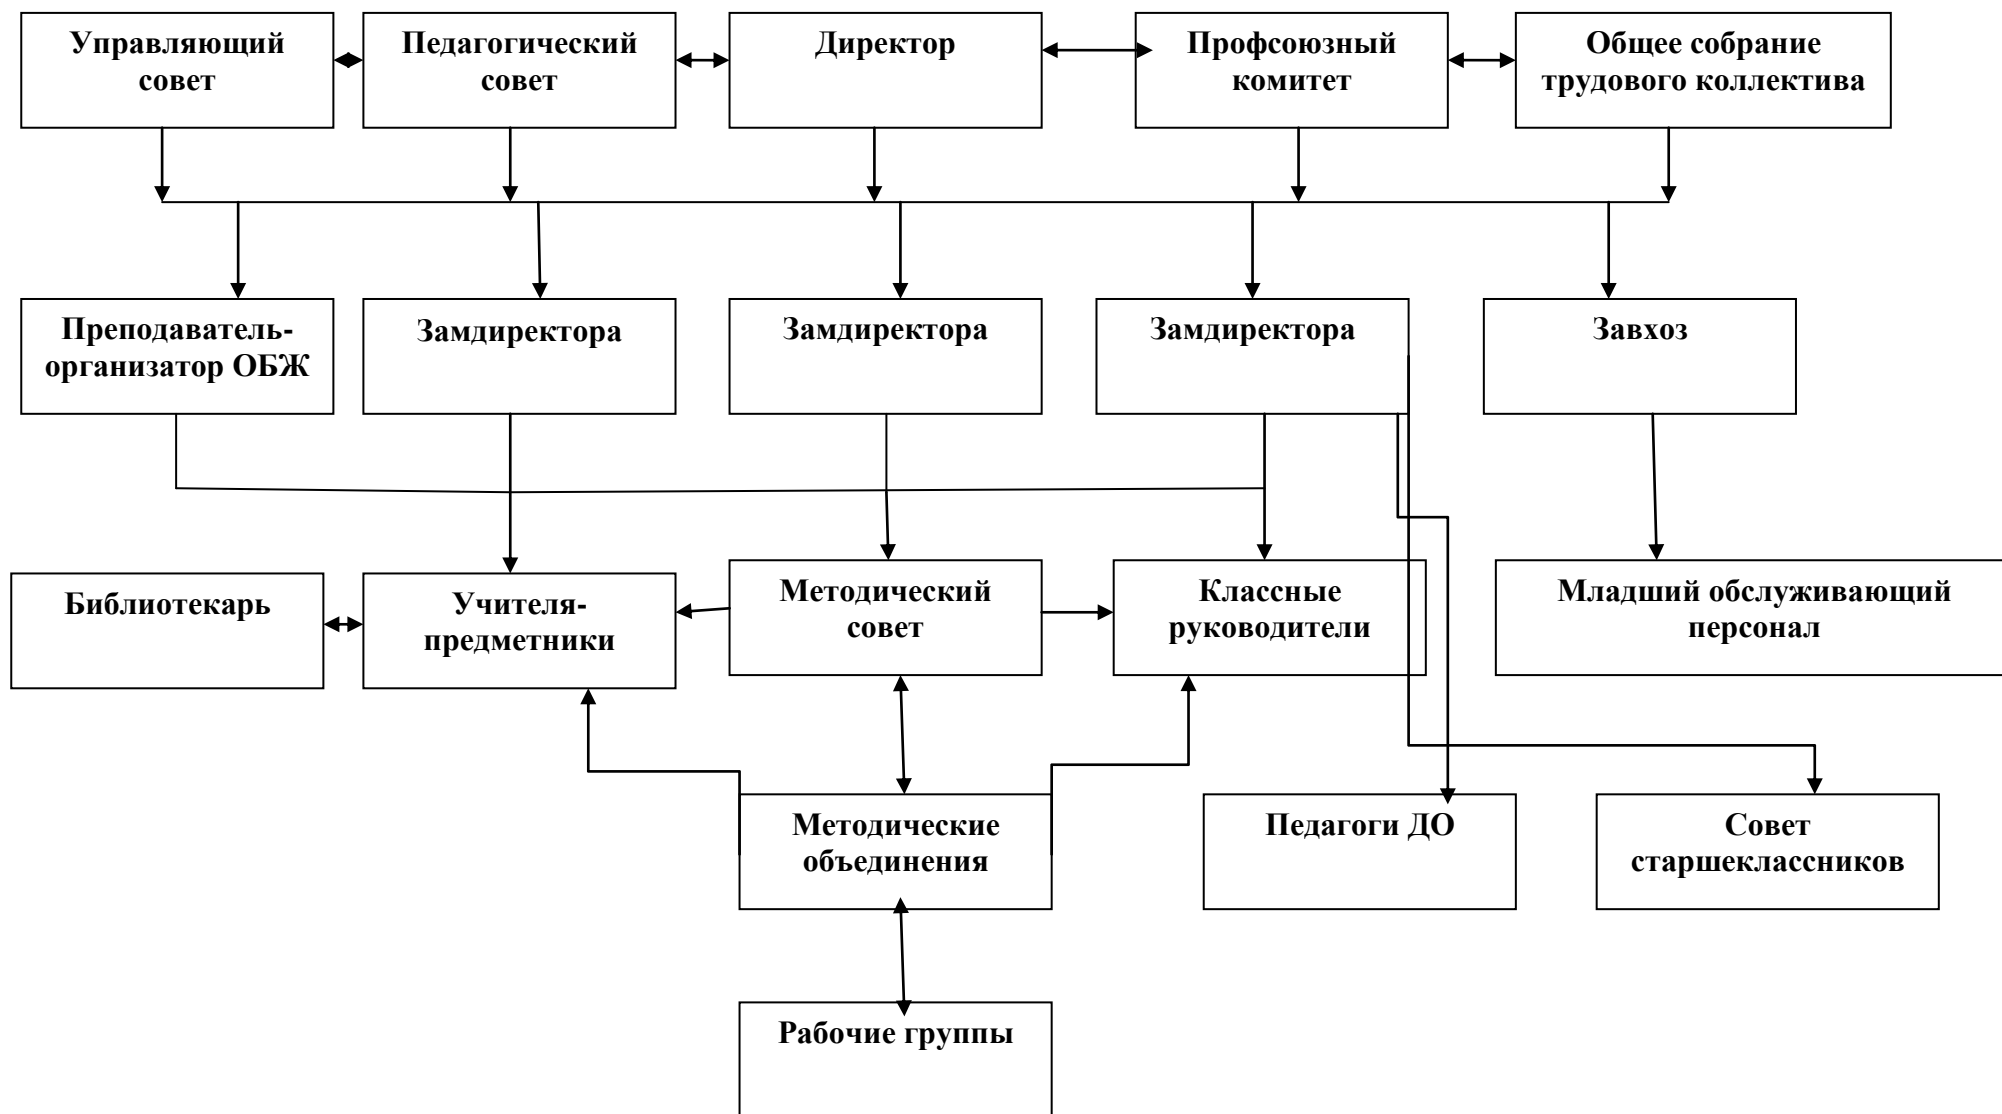 Управляющий
совет
Педагогический
совет
Директор
Профсоюзный
комитет
Общее собрание
трудового коллектива
Преподаватель-
организатор ОБЖ
Замдиректора
Замдиректора
Замдиректора
Завхоз
Библиотекарь
Учителя-
предметники
Методический
совет
Классные
руководители
Младший обслуживающий
персонал
Методические
объединения
Педагоги ДО
Совет
старшеклассников
Рабочие группы